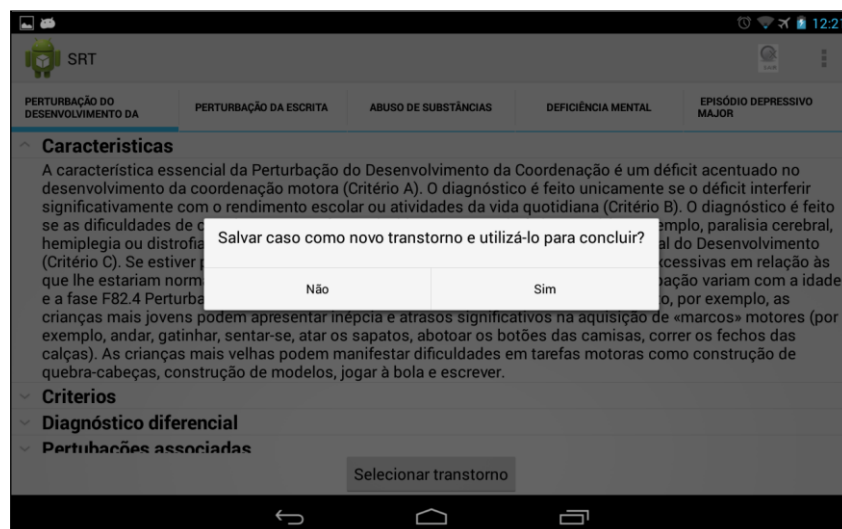 12:21
SRT
PERTURBAÇÃO DO
DESENVOLVIMENTO DA
PERTURBAÇÃO DA ESCRITA
ABUSO DE SUBSTÂNCIAS
DEFICIÊNCIA MENTAL
EPISÓDIO DEPRESSIVO
MAJOR
Caracteristicas
A característica essencial da Perturbação do Desenvolvimento da Coordenação é um déficit acentuado no
desenvolvimento da coordenação motora (Critério A). O diagnóstico é feito unicamente se o déficit interferir
significativamente com o rendimento escolar ou atividades da vida quotidiana (Critério B). O diagnóstico é feito
se as dificuldades de emplo, paralisia cerebral,
hemiplegia ou distrofia al do Desenvolvimento
(Critério C). Se estiver xcessivas em relação às
que lhe estariam norm ação variam com a idade
e a fase F82.4 Perturba to, por exemplo, as
crianças mais jovens podem apresentar inépcia e atrasos significativos na aquisição de «marcos» motores (por
exemplo, andar, gatinhar, sentar-se, atar os sapatos, abotoar os botões das camisas, correr os fechos das
calças). As crianças mais velhas podem manifestar dificuldades em tarefas motoras como construção de
quebra-cabeças, construção de modelos, jogar à bola e escrever.
Salvar caso como novo transtorno e utilizá-lo para concluir?
Não
Sim
Criterios
Diagnóstico diferencial
Pertubações associadas
Selecionar transtorno